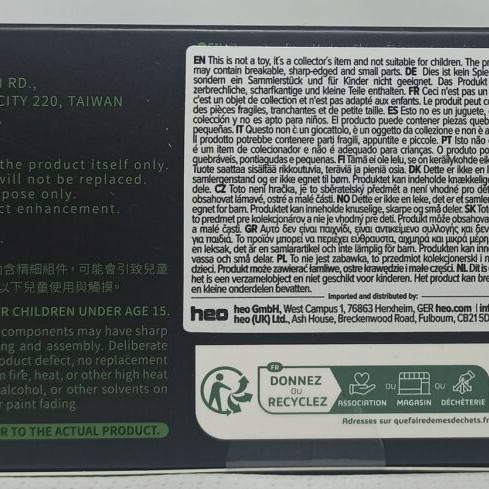 RD.,
CITY 220, TAIWAN
the product itself only.
will not be replaced.
pose only.
ct enhancement.
含精細組件,可能會引致兒童
以下兒童使用與觸摸。
R CHILDREN UNDER AGE 15.
components may have sharp
ng and assembly. Deliberate
product defect, no replacement
m fire, heat, or other high heat
alcohol, or other solvents on
r paint fading.
R TO THE ACTUAL PRODUCT.
EN This is not a toy, it's a collector's item and not suitable for children. The pr
may contain breakable, sharp-edged and small parts. DE Dies ist kein Spie
sondern ein Sammlerstück und für Kinder nicht geeignet. Das Produkt
zerbrechliche, scharfkantige und kleine Teile enthalten. FR Ceci n'est pas un
c'est un objet de collection et n'est pas adapté aux enfants. Le produit peut c
des pièces fragiles, tranchantes et de petite taille. ES Esto no es un juguete,
colección y no es apto para niños. El producto puede contener piezas queb
pequeñas. IT Questo non è un giocattolo, è un oggetto da collezione e non è a
Il prodotto potrebbe contenere parti fragili, appuntite e piccole. PT Isto não
é um item de colecionador e não é adequado para crianças. O produto po
quebráveis, pontiagudas e pequenas. FI Tämä ei ole lelu, se on keräilykohde eik
Tuote saattaa sisältää rikkoutuvia, teräviä ja pieniä osia. DK Dette er ikke en l
samlergenstand og er ikke egnet til børn. Produktet kan indeholde knækkelige
dele. CZ Toto není hračka, je to sběratelský předmět a není vhodné pro dět
obsahovat lámavé, ostré a malé části. NO Dette er ikke en leke, det er et samler
egnet for barn. Produktet kan inneholde knuselige, skarpe og små deler. SK Tot
to predmet pre kolekcionárov a nie je vhodný pre deti. Produkt môže obsahovať
a malé časti. GR Αυτό δεν είναι παιχνίδι, είναι αντικείμενο συλλογής και δεν
για παιδιά. Το προϊόν μπορεί να περιέχει εύθραυστα, αιχμηρά και μικρά μέρη
en leksak, det är en samlarartikel och inte lämplig för barn. Produkten kan inne
vassa och små delar. PL To nie jest zabawka, to przedmiot kolekcjonerski i n
dzieci. Produkt może zawierać łamliwe, ostre krawędzie i małe części. NL Dit is
het is een verzamelobject en niet geschikt voor kinderen. Het product kan bre
en kleine onderdelen bevatten.
Imported and distributed by:
heo heo GmbH, West Campus 1, 76863 Herxheim, GER heo.com | inf
heo (UK) Ltd., Ash House, Breckenwood Road, Fulbourn, CB21 5D
FR
DONNEZ
OU
RECYCLEZ
OU
OU
ASSOCIATION MAGASIN DÉCHÈTERIE
Adresses sur quefairedemesdechets.fr